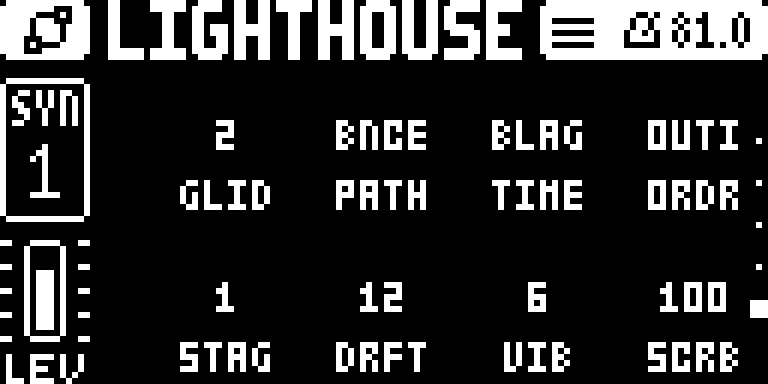 LIGHTHOUSE 81.0
SYN
1
2 BNCE BLAG OUTI
GLID PATH TIME ORDR
1 12 6 100
STAG DRFT VIB SCRB
LEV